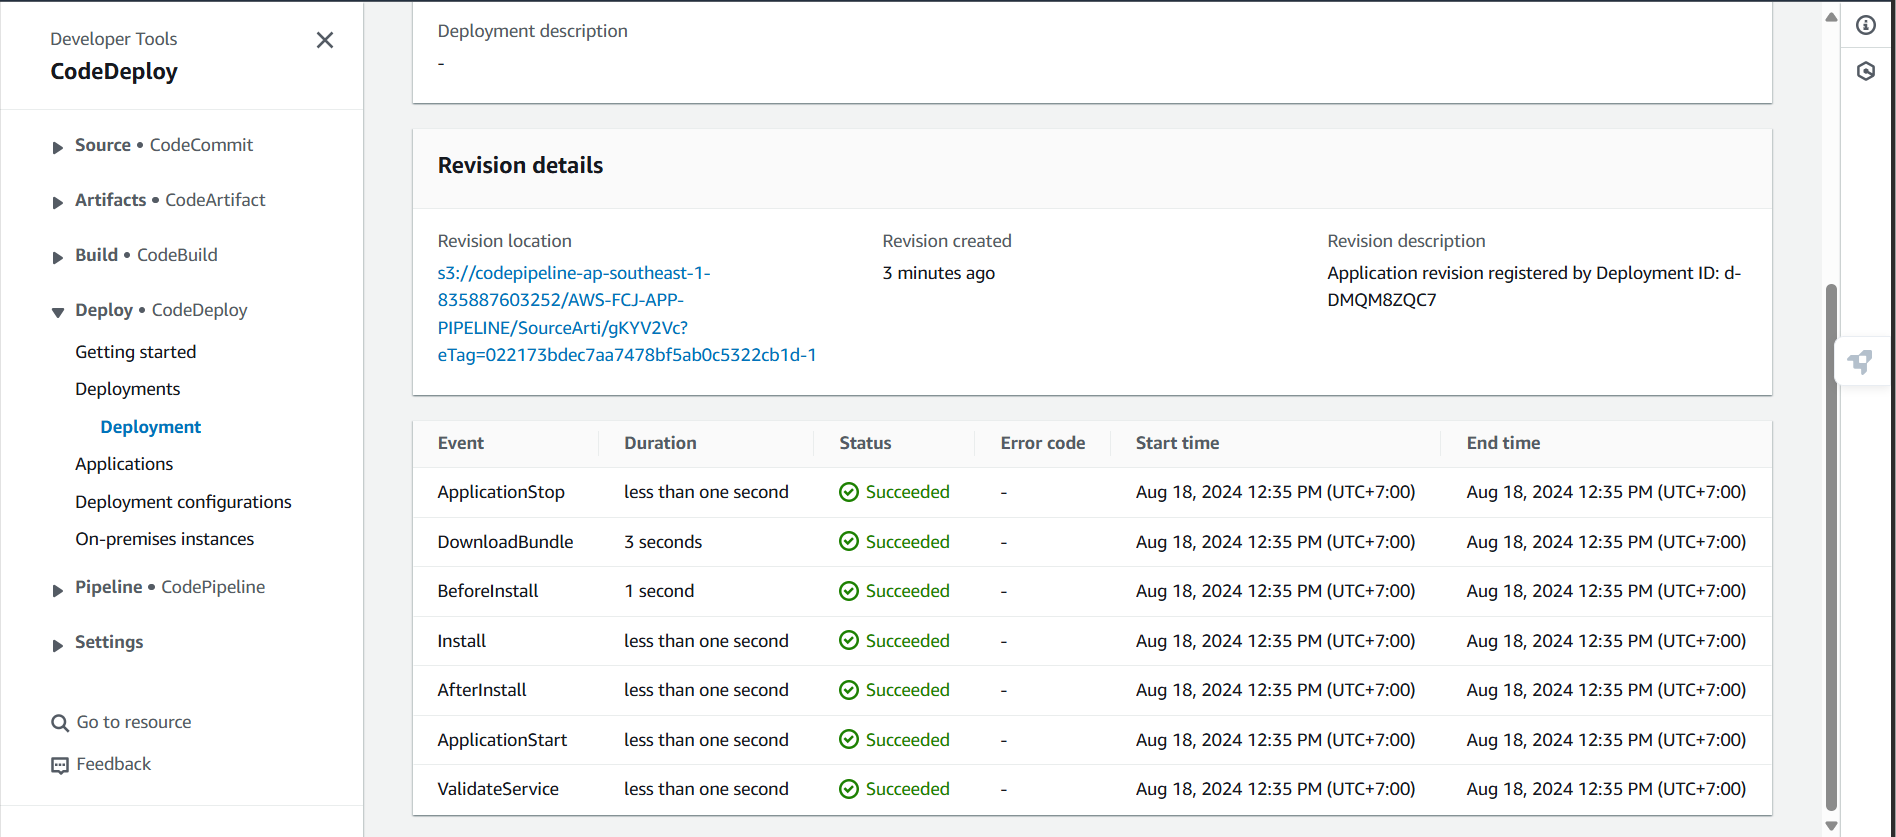 Developer Tools
CodeDeploy
Source • CodeCommit
Artifacts • CodeArtifact
Build • CodeBuild
Deploy • CodeDeploy
Getting started
Deployments
Deployment
Applications
Deployment configurations
On-premises instances
Pipeline • CodePipeline
Settings
Go to resource
Feedback
Deployment description
-
Revision details
Revision location
s3://codepipeline-ap-southeast-1-
835887603252/AWS-FCJ-APP-
PIPELINE/SourceArti/gKYV2Vc?
eTag=022173bdec7aa7478bf5ab0c5322cb1d-1
Revision created
3 minutes ago
Revision description
Application revision registered by Deployment ID: d-
DMQM8ZQC7
Event Duration Status Error code Start time End time
ApplicationStop less than one second Succeeded - Aug 18, 2024 12:35 PM (UTC+7:00) Aug 18, 2024 12:35 PM (UTC+7:00)
DownloadBundle 3 seconds Succeeded - Aug 18, 2024 12:35 PM (UTC+7:00) Aug 18, 2024 12:35 PM (UTC+7:00)
BeforeInstall 1 second Succeeded - Aug 18, 2024 12:35 PM (UTC+7:00) Aug 18, 2024 12:35 PM (UTC+7:00)
Install less than one second Succeeded - Aug 18, 2024 12:35 PM (UTC+7:00) Aug 18, 2024 12:35 PM (UTC+7:00)
AfterInstall less than one second Succeeded - Aug 18, 2024 12:35 PM (UTC+7:00) Aug 18, 2024 12:35 PM (UTC+7:00)
ApplicationStart less than one second Succeeded - Aug 18, 2024 12:35 PM (UTC+7:00) Aug 18, 2024 12:35 PM (UTC+7:00)
ValidateService less than one second Succeeded - Aug 18, 2024 12:35 PM (UTC+7:00) Aug 18, 2024 12:35 PM (UTC+7:00)